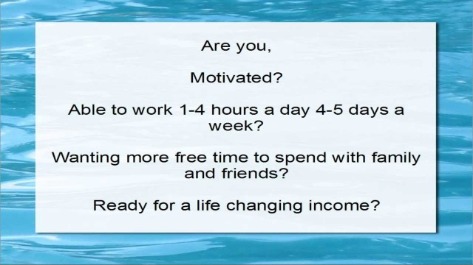 Are you,
Motivated?
Able to work 1-4 hours a day 4-5 days a
week?
Wanting more free time to spend with family
and friends?
Ready for a life changing income?